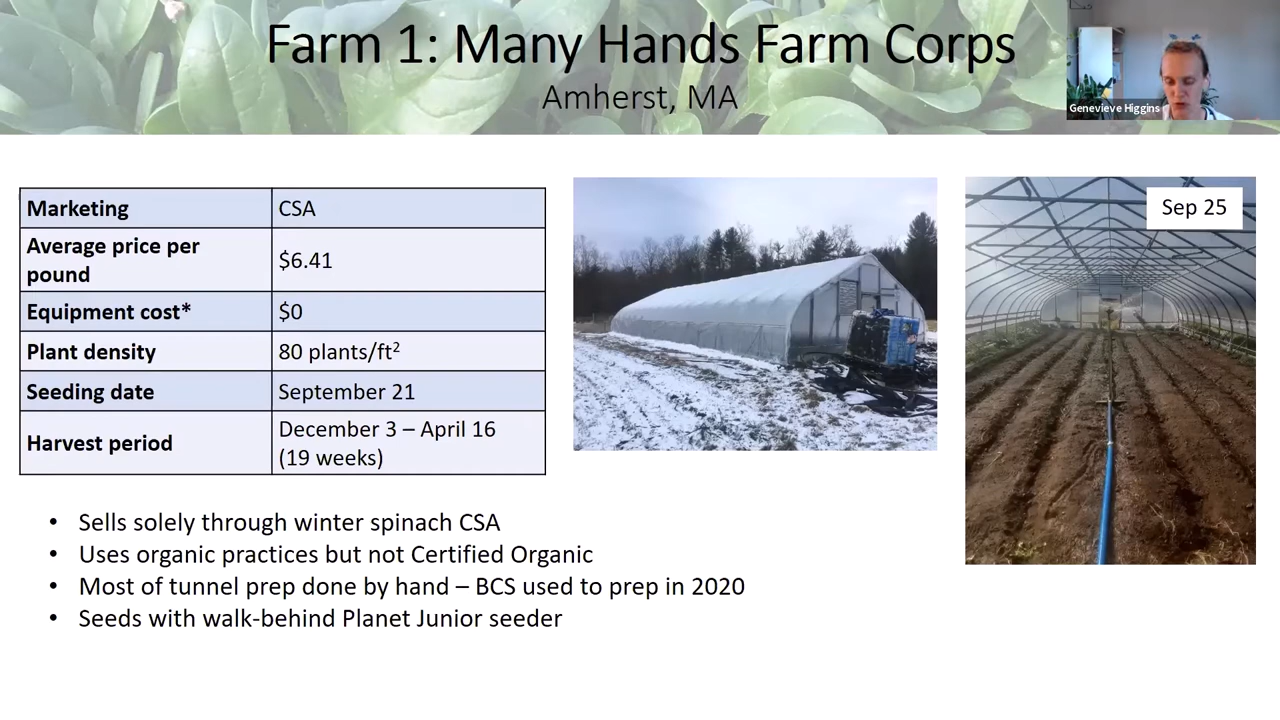 Farm 1: Many Hands Farm Corps
Amherst, MA
Genevieve Higgins
Marketing CSA
Average price per
pound $6.41
Equipment cost* $0
Plant density 80 plants/ft²
Seeding date September 21
Harvest period December 3 – April 16
(19 weeks)
Sep 25
• Sells solely through winter spinach CSA
• Uses organic practices but not Certified Organic
• Most of tunnel prep done by hand – BCS used to prep in 2020
• Seeds with walk-behind Planet Junior seeder